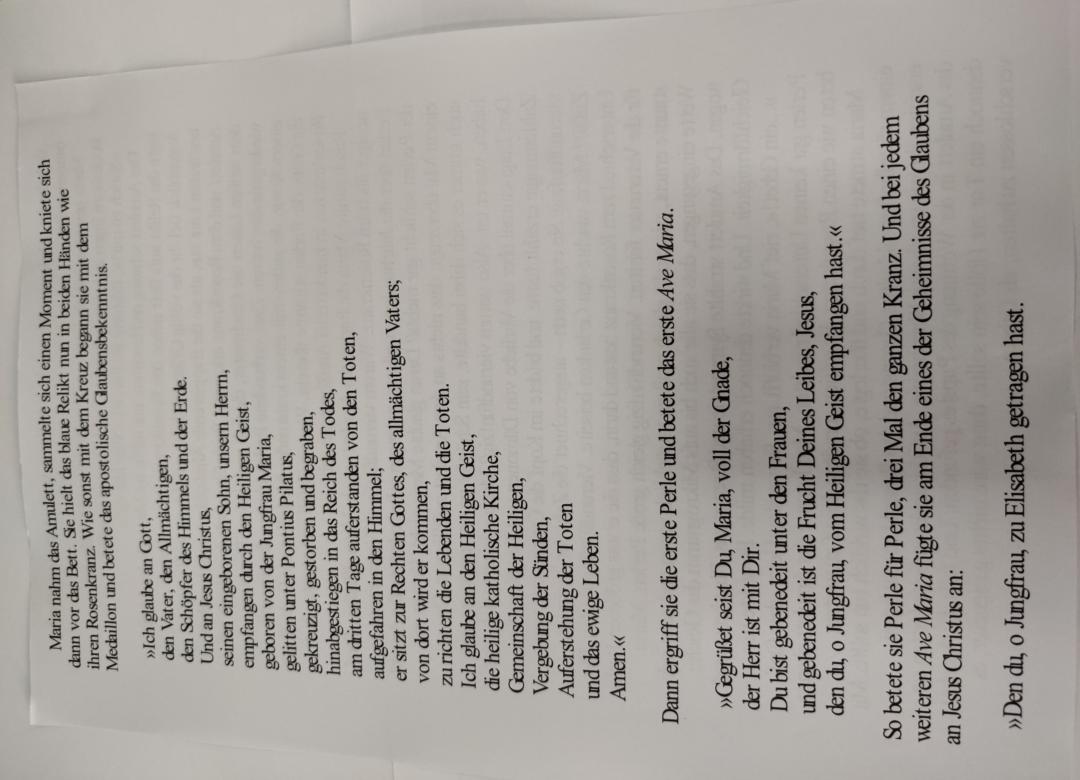 Maria nahm das Amulett, sammelte sich einen Moment und kniete sich
dann vor das Bett. Sie hielt das blaue Relikt nun in beiden Händen wie
ihren Rosenkranz. Wie sonst mit dem Kreuz begann sie mit dem
Medaillon und betete das apostolische Glaubensbekenntnis.
»Ich glaube an Gott,
den Vater, den Allmächtigen,
den Schöpfer des Himmels und der Erde.
Und an Jesus Christus,
seinen eingeborenen Sohn, unsern Herrn,
empfangen durch den Heiligen Geist,
geboren von der Jungfrau Maria,
gelitten unter Pontius Pilatus,
gekreuzigt, gestorben und begraben,
hinabgestiegen in das Reich des Todes,
am dritten Tage auferstanden von den Toten,
aufgefahren in den Himmel;
er sitzt zur Rechten Gottes, des allmächtigen Vaters;
von dort wird er kommen,
zu richten die Lebenden und die Toten.
Ich glaube an den Heiligen Geist,
die heilige katholische Kirche,
Gemeinschaft der Heiligen,
Vergebung der Sünden,
Auferstehung der Toten
und das ewige Leben.
Amen.«
Dann ergriff sie die erste Perle und betete das erste Ave Maria.
»Gegrüßet seist Du, Maria, voll der Gnade,
der Herr ist mit Dir.
Du bist gebenedeit unter den Frauen,
und gebenedeit ist die Frucht Deines Leibes, Jesus,
den du, o Jungfrau, vom Heiligen Geist empfangen hast.«
So betete sie Perle für Perle, drei Mal den ganzen Kranz. Und bei jedem
weiteren Ave Maria fügte sie am Ende eines der Geheimnisse des Glaubens
an Jesus Christus an:
»Den du, o Jungfrau, zu Elisabeth getragen hast.